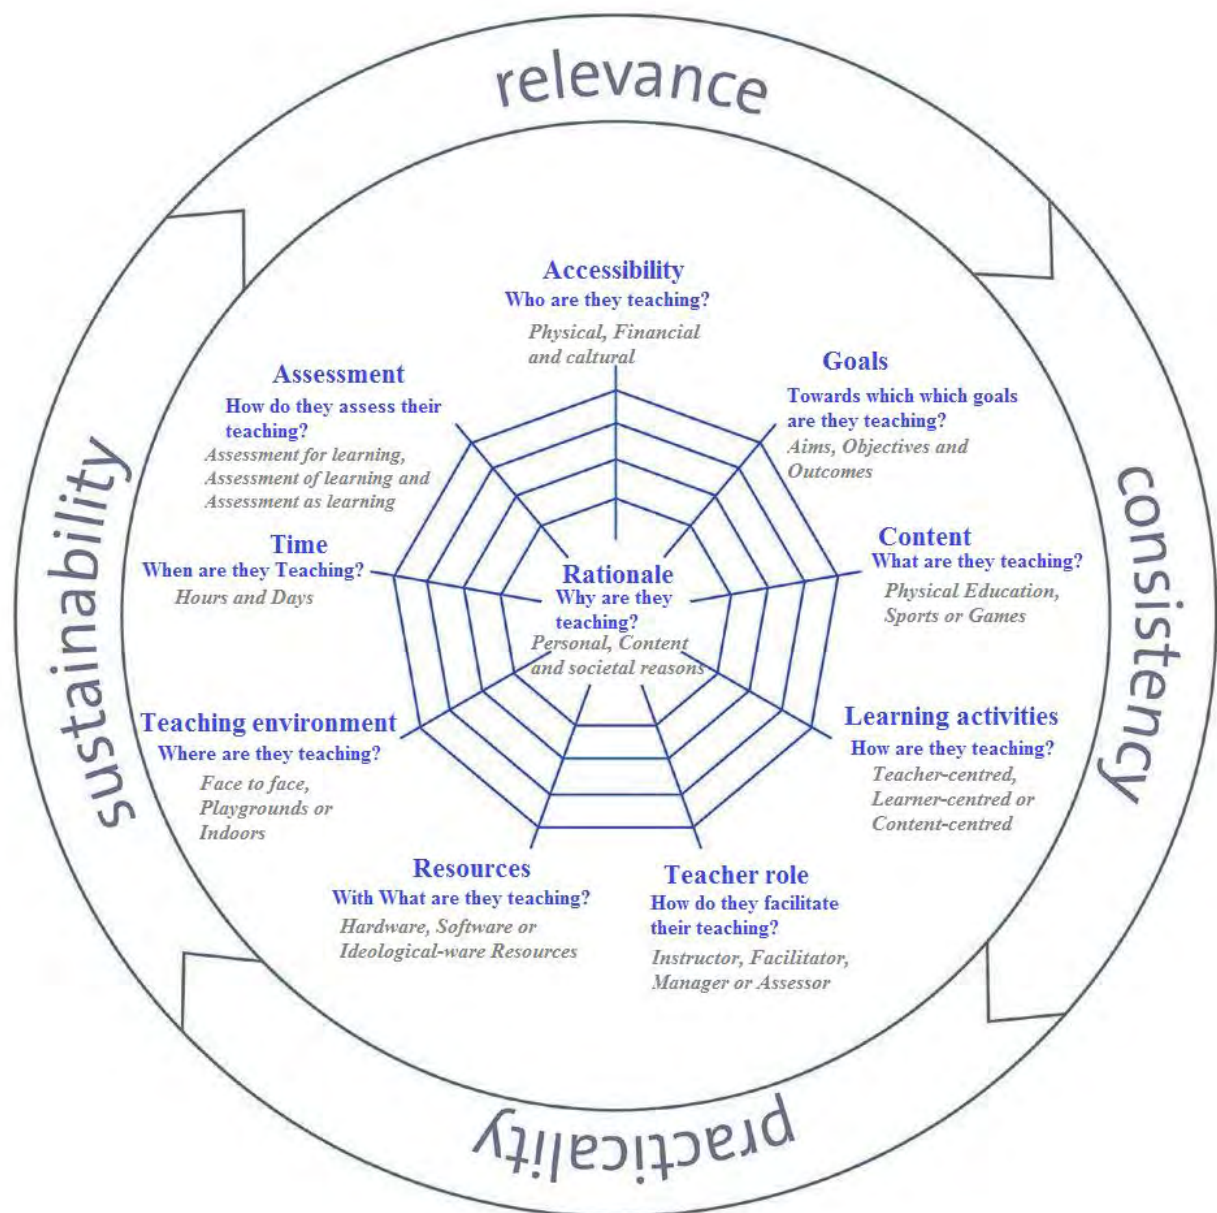 relevance
Accessibility
Who are they teaching?
Physical, Financial
and caltural
Goals
Towards which which goals
are they teaching?
Aims, Objectives and
Outcomes
Content
What are they teaching?
Physical Education,
Sports or Games
consistency
Learning activities
How are they teaching?
Teacher-centred,
Learner-centred or
Content-centred
Teacher role
How do they facilitate
their teaching?
Instructor, Facilitator,
Manager or Assessor
practicality
Resources
With What are they teaching?
Hardware, Software or
Ideological-ware Resources
Teaching environment
Where are they teaching?
Face to face,
Playgrounds or
Indoors
sustainability
Time
When are they Teaching?
Hours and Days
Assessment
How do they assess their
teaching?
Assessment for learning,
Assessment of learning and
Assessment as learning
Rationale
Why are they
teaching?
Personal, Content
and societal reasons